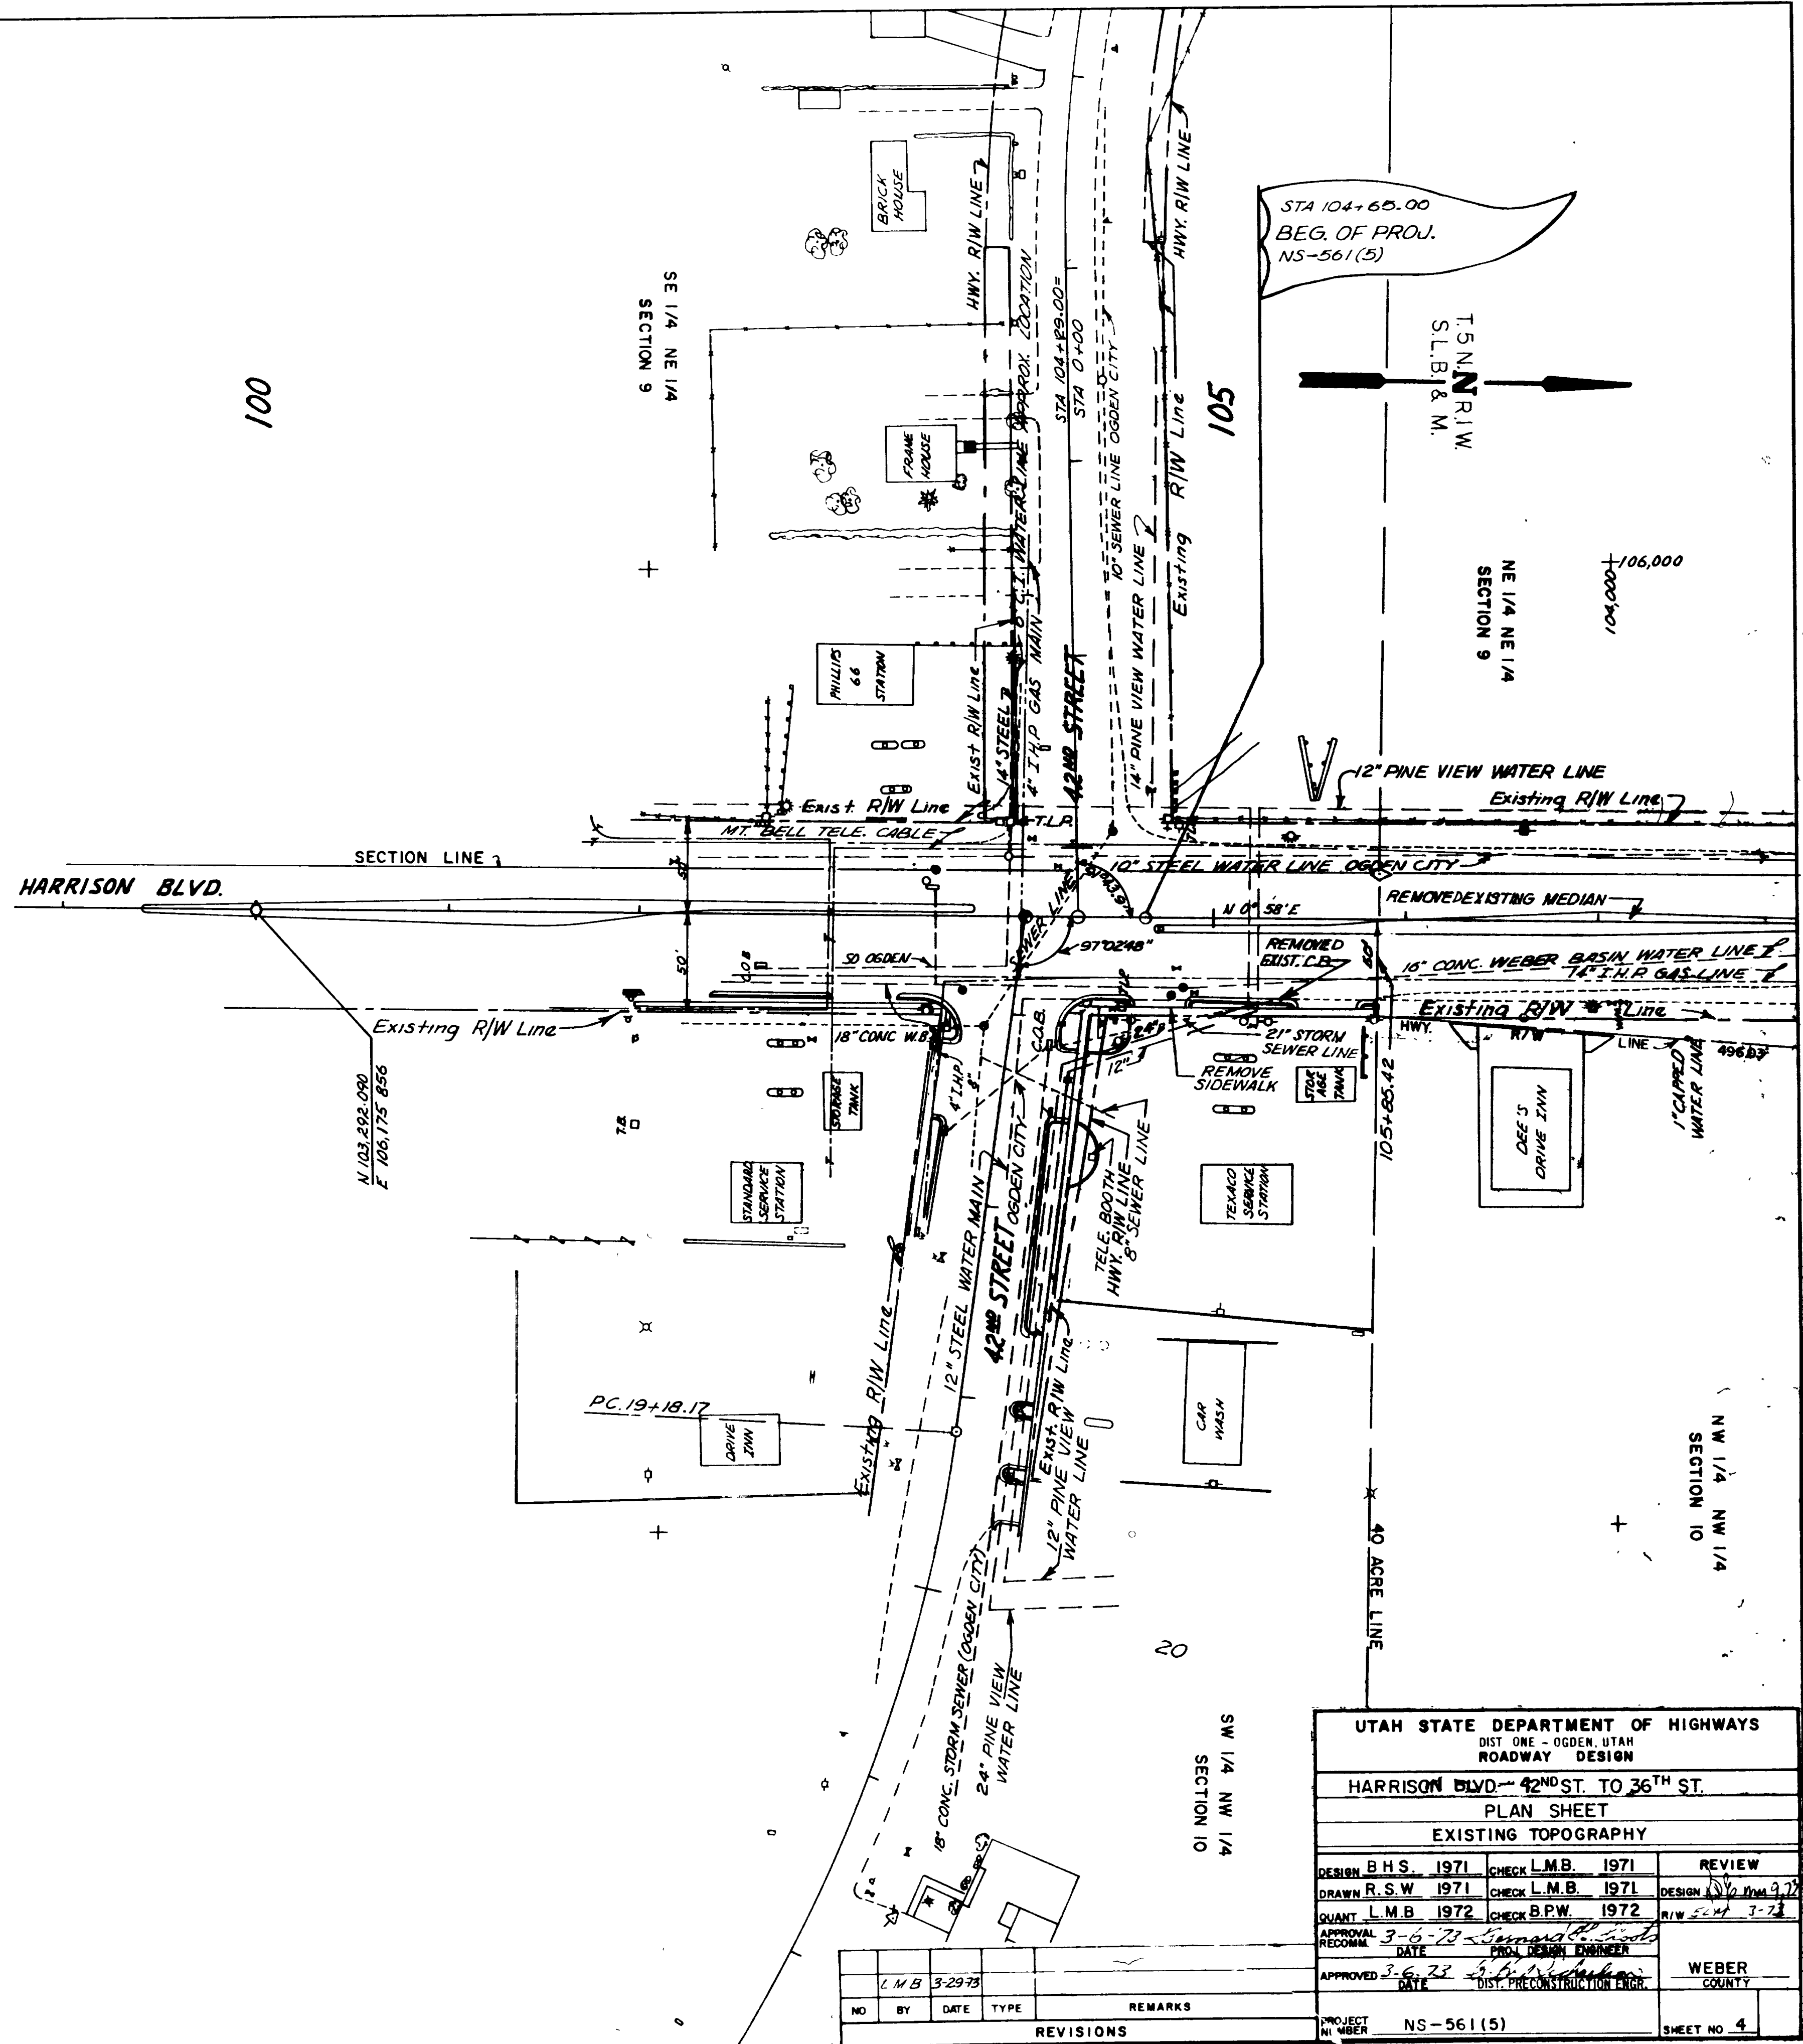 BRICK
HOUSE
HWY. R/W LINE
HWY. R/W LINE
STA 104+65.00
BEG. OF PROJ.
NS-561(5)
T.5 N. R.1W.
S.L.B. & M.
N
SE 1/4 NE 1/4
SECTION 9
100
105
6" C.I. WATER LINE APPROX. LOCATION
STA 0+00
10" SEWER LINE OGDEN CITY
FRAME
HOUSE
Existing R/W Line
14" PINE VIEW WATER LINE
NE 1/4 NE 1/4
SECTION 9
106,000
104,000
PHILLIPS
66
STATION
Exist R/W Line
14" STEEL
4" I.H.P. GAS MAIN
42ND STREET
12" PINE VIEW WATER LINE
Existing R/W Line
Exist. R/W Line
T.L.P.
MT. BELL TELE. CABLE
SECTION LINE
10" STEEL WATER LINE OGDEN CITY
HARRISON BLVD.
REMOVED EXISTING MEDIAN
N 0° 58' E
SEWER LINE
97°02'48"
50'
50'
60'
C.O.B
SO OGDEN
REMOVED
EXIST. C.B.
16" CONC. WEBER BASIN WATER LINE
14" I.H.P. GAS LINE
Existing R/W Line
Existing R/W Line
HWY.
R/W
LINE
496.03'
18" CONC W.B.
C.O.B.
T.L.P.
24"
12"
21" STORM
SEWER LINE
REMOVE
SIDEWALK
4" I.H.P.
8"
STORAGE
TANK
STOR
AGE
TANK
105+85.42
1" CAPPED
WATER LINE
DEE'S
DRIVE INN
N 103,292.090
E 106,175 856
T.B.
STANDARD
SERVICE
STATION
TEXACO
SERVICE
STATION
TELE. BOOTH
HWY. R/W LINE
8" SEWER LINE
12" STEEL WATER MAIN
OGDEN CITY
42ND STREET
Existing R/W Line
Exist. R/W Line
12" PINE VIEW
WATER LINE
P.C. 19+18.17
DRIVE
INN
CAR
WASH
NW 1/4 NW 1/4
SECTION 10
40 ACRE LINE
20
18" CONC. STORM SEWER (OGDEN CITY)
24" PINE VIEW
WATER LINE
SW 1/4 NW 1/4
SECTION 10
UTAH STATE DEPARTMENT OF HIGHWAYS
DIST ONE - OGDEN, UTAH
ROADWAY DESIGN
HARRISON BLVD.- 42ND ST. TO 36TH ST.
PLAN SHEET
EXISTING TOPOGRAPHY
DESIGN B H S. 1971 CHECK L.M.B. 1971 REVIEW
DRAWN R.S.W 1971 CHECK L.M.B. 1971 DESIGN
QUANT L.M.B 1972 CHECK B.P.W. 1972 R/W 3-73
APPROVAL
RECOMM. 3-6-73
DATE PROJ. DESIGN ENGINEER
APPROVED 3-6-73
DATE DIST. PRECONSTRUCTION ENGR.
WEBER
COUNTY
PROJECT
NUMBER NS-561(5) SHEET NO 4
L M B 3-29-73
NO BY DATE TYPE REMARKS
REVISIONS